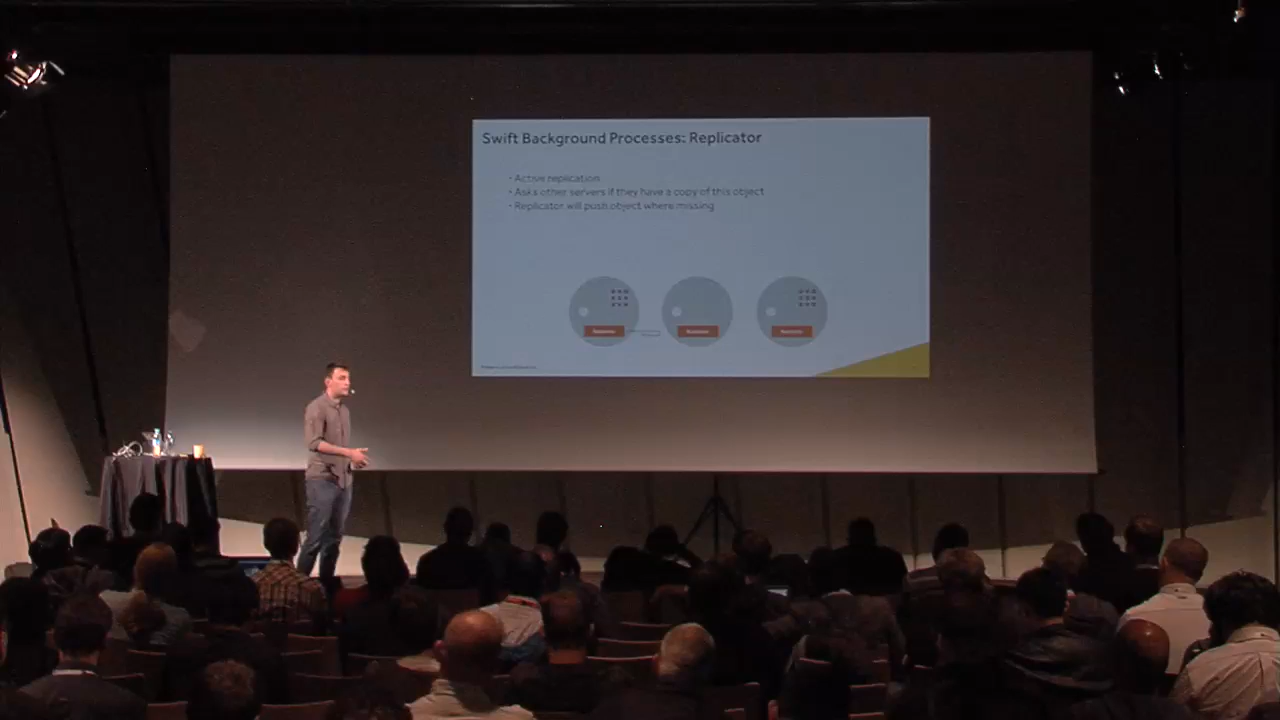 Swift Background Processes: Replicator
• Active replication
• Asks other servers if they have a copy of this object
• Replicator will push object where missing